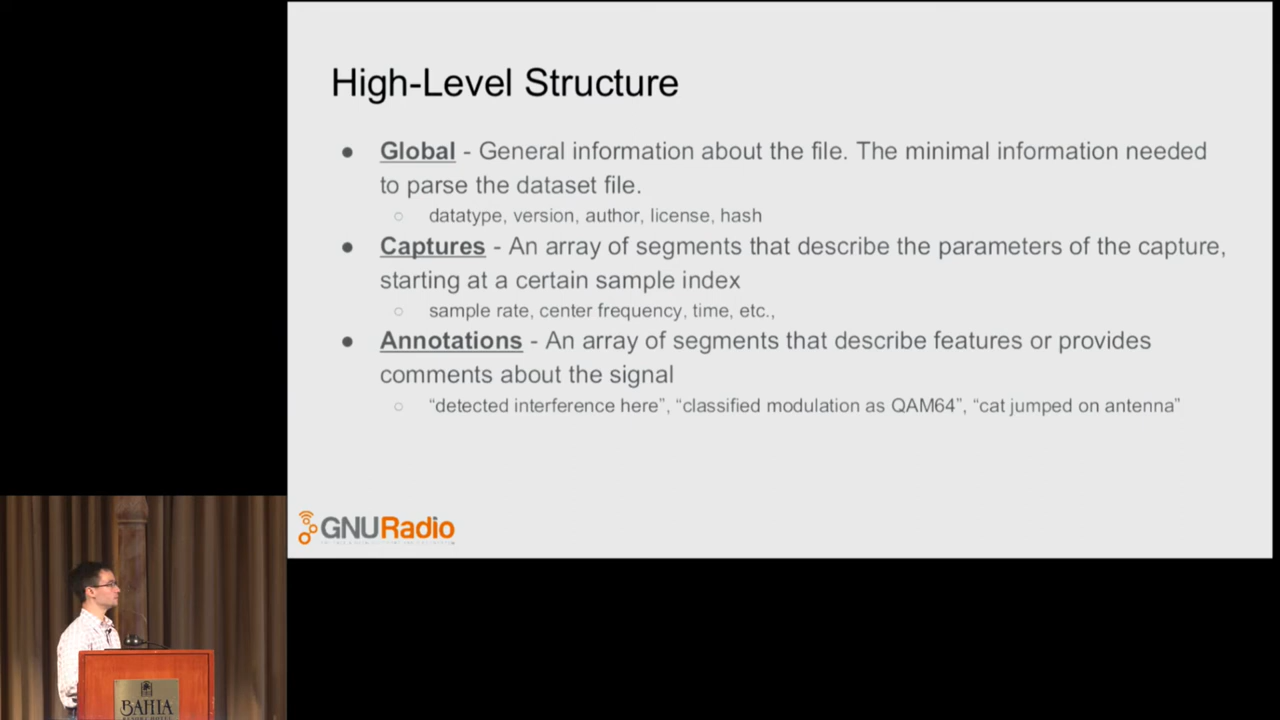 High-Level Structure
● Global - General information about the file. The minimal information needed
to parse the dataset file.
○ datatype, version, author, license, hash
● Captures - An array of segments that describe the parameters of the capture,
starting at a certain sample index
○ sample rate, center frequency, time, etc.,
● Annotations - An array of segments that describe features or provides
comments about the signal
○ “detected interference here”, “classified modulation as QAM64”, “cat jumped on antenna”
GNURadio
BAHIA